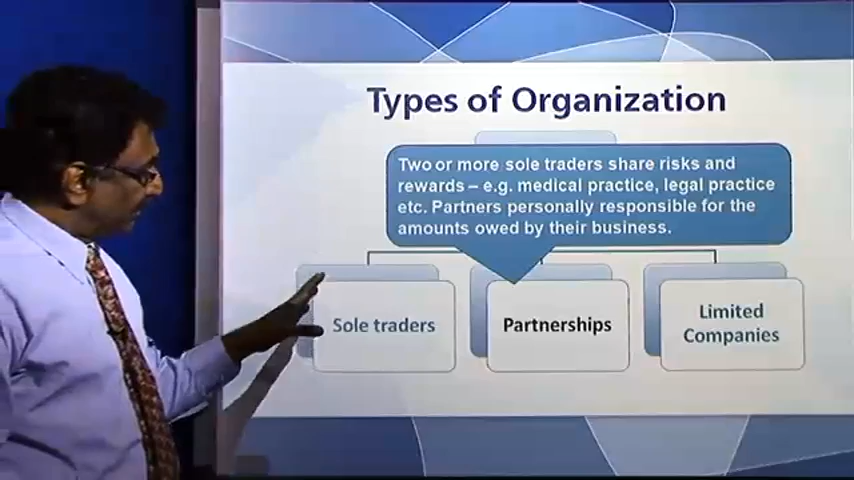 Types of Organization
Two or more sole traders share risks and
rewards – e.g. medical practice, legal practice
etc. Partners personally responsible for the
amounts owed by their business.
Sole traders
Partnerships
Limited
Companies